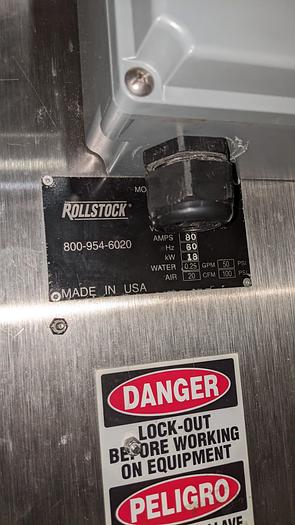 MO
ROLLSTOCK®
800-954-6020
V
AMPS 80
Hz 60
kW 18
WATER 0.25 GPM 50 PSI
AIR 20 CFM 100 PSI
MADE IN USA
DANGER
LOCK-OUT
BEFORE WORKING
ON EQUIPMENT
PELIGRO